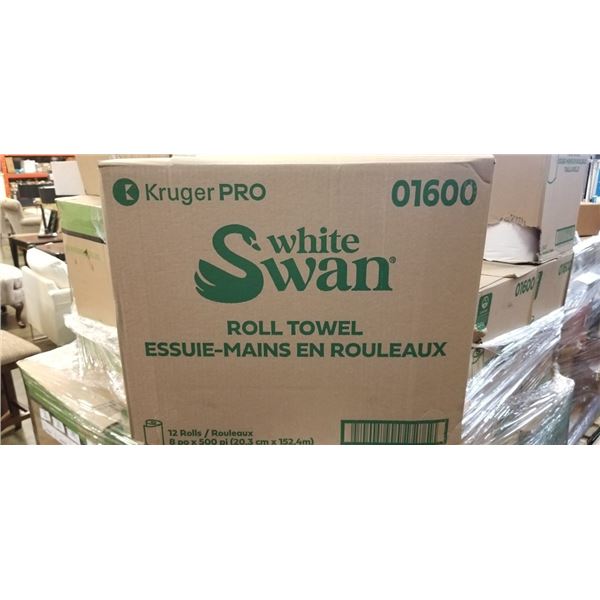 Kruger PRO 01600
white
Swan®
ROLL TOWEL
ESSUIE-MAINS EN ROULEAUX
12 Rolls / Rouleaux
8 po x 500 pi (20.3 cm x 152.4m)
01600